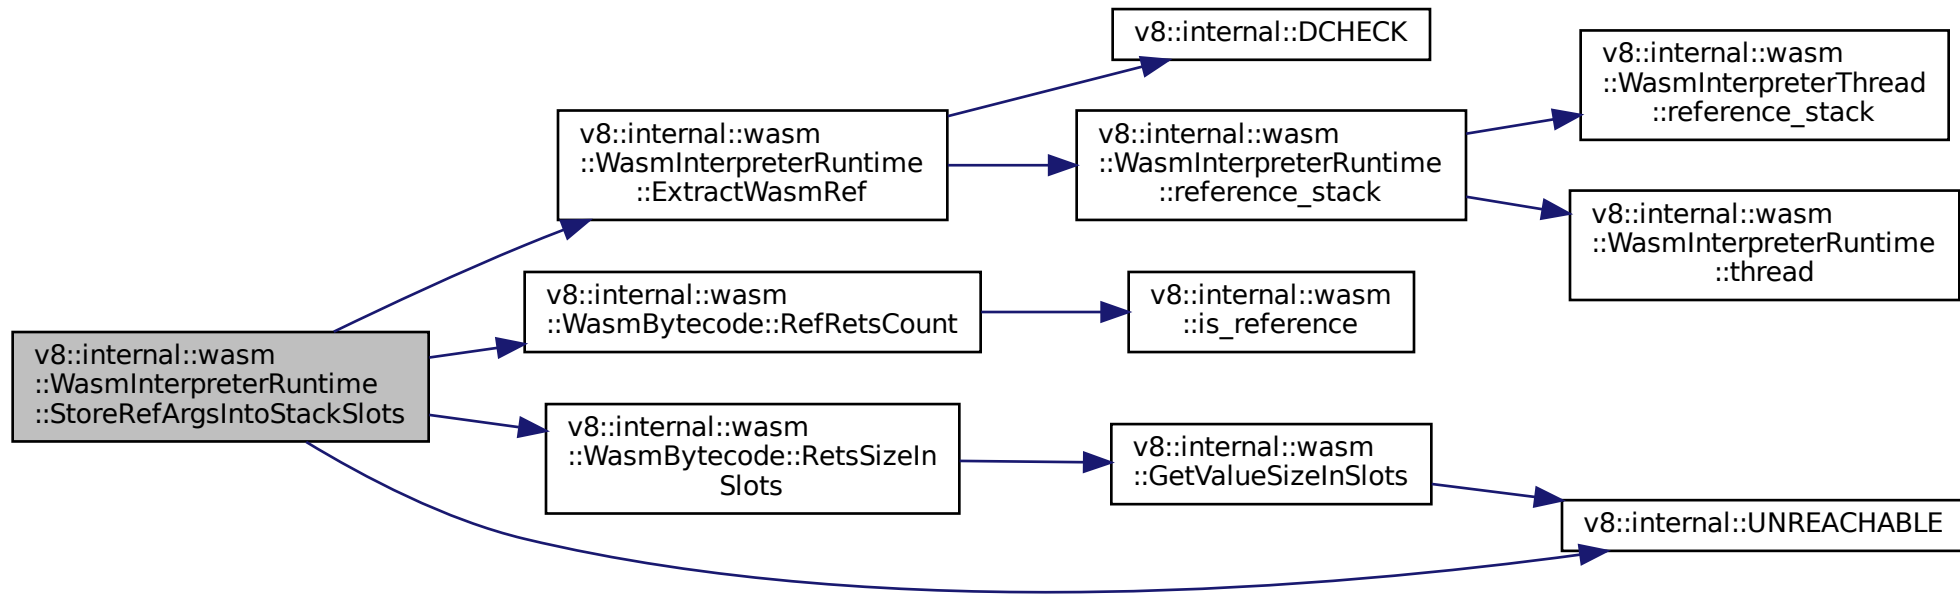 v8::internal::wasm
::WasmInterpreterRuntime
::StoreRefArgsIntoStackSlots
v8::internal::wasm
::WasmInterpreterRuntime
::ExtractWasmRef
v8::internal::DCHECK
v8::internal::wasm
::WasmInterpreterRuntime
::reference_stack
v8::internal::wasm
::WasmInterpreterThread
::reference_stack
v8::internal::wasm
::WasmInterpreterRuntime
::thread
v8::internal::wasm
::WasmBytecode::RefRetsCount
v8::internal::wasm
::is_reference
v8::internal::wasm
::WasmBytecode::RetsSizeIn
Slots
v8::internal::wasm
::GetValueSizeInSlots
v8::internal::UNREACHABLE